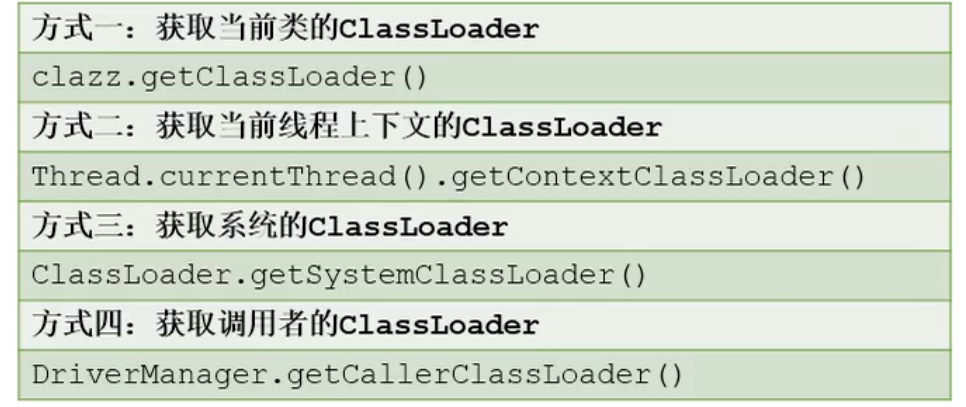 方式一：获取当前类的ClassLoader
clazz.getClassLoader()
方式二：获取当前线程上下文的ClassLoader
Thread.currentThread().getContextClassLoader()
方式三：获取系统的ClassLoader
ClassLoader.getSystemClassLoader()
方式四：获取调用者的ClassLoader
DriverManager.getCallerClassLoader()